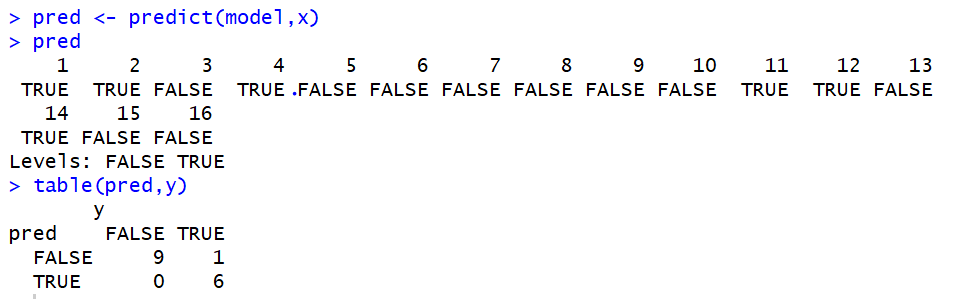 > pred <- predict(model,x)
> pred
    1     2     3     4     5     6     7     8     9    10    11    12    13
 TRUE  TRUE FALSE  TRUE FALSE FALSE FALSE FALSE FALSE FALSE  TRUE  TRUE FALSE
   14    15    16
 TRUE FALSE FALSE
Levels: FALSE TRUE
> table(pred,y)
       y
pred    FALSE TRUE
  FALSE     9    1
  TRUE      0    6